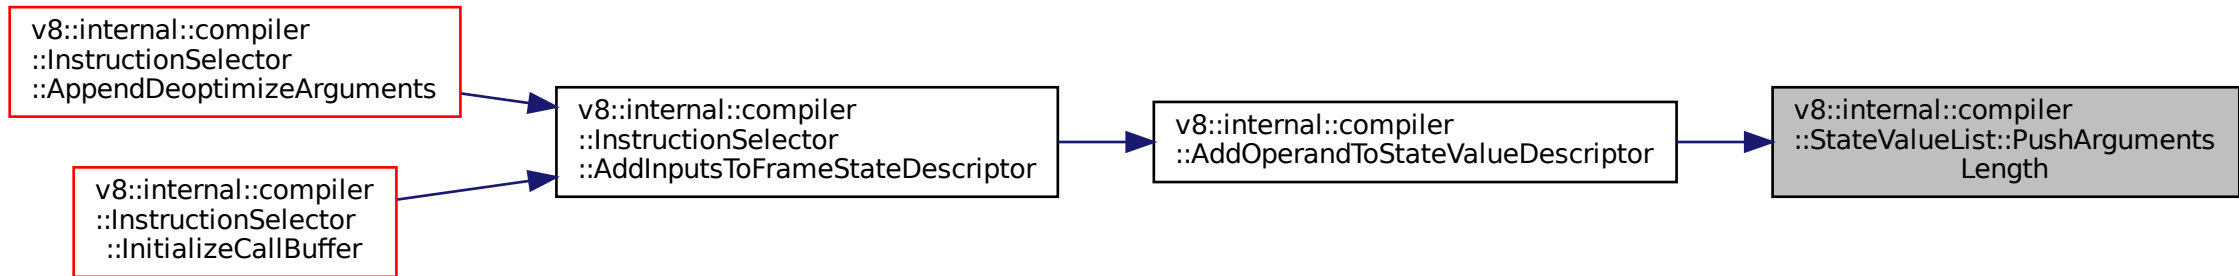 v8::internal::compiler
::InstructionSelector
::AppendDeoptimizeArguments
v8::internal::compiler
::InstructionSelector
::InitializeCallBuffer
v8::internal::compiler
::InstructionSelector
::AddInputsToFrameStateDescriptor
v8::internal::compiler
::AddOperandToStateValueDescriptor
v8::internal::compiler
::StateValueList::PushArguments
Length